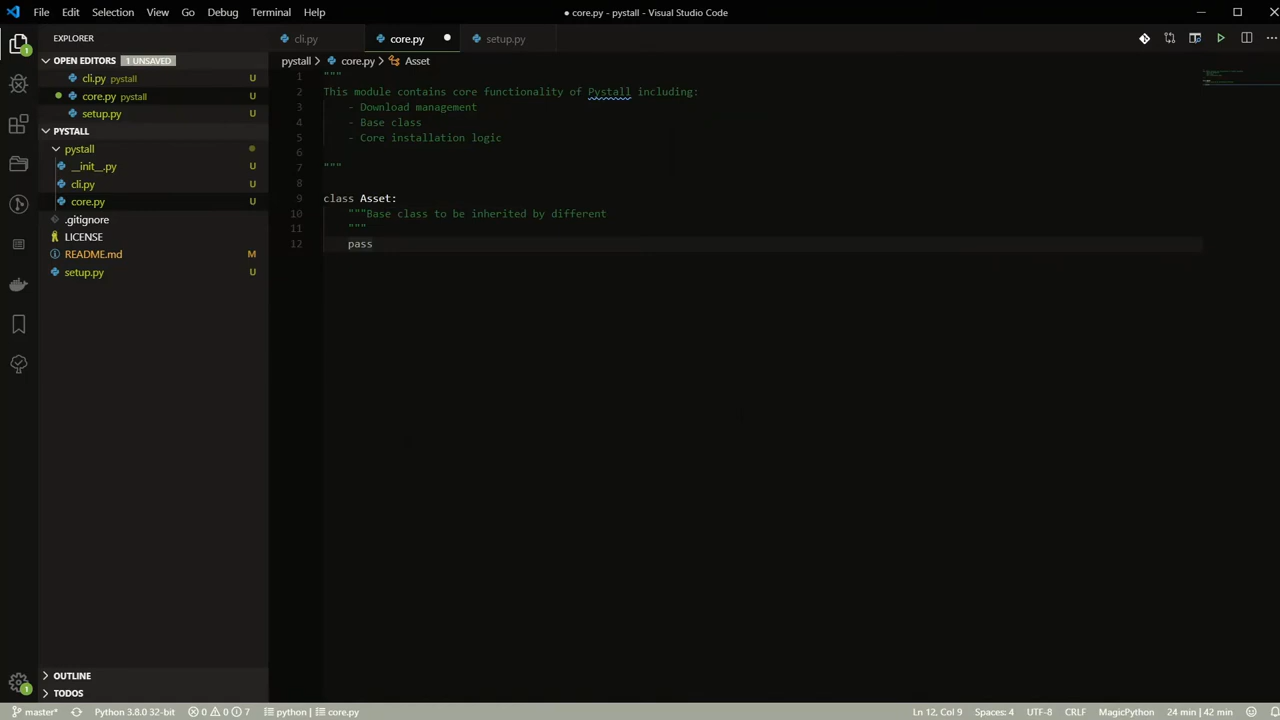 File Edit Selection View Go Debug Terminal Help
● core.py - pystall - Visual Studio Code
EXPLORER
OPEN EDITORS 1 UNSAVED
cli.py pystall U
core.py pystall U
setup.py U
PYSTALL
pystall
__init__.py U
cli.py U
core.py U
.gitignore
LICENSE
README.md M
setup.py U
OUTLINE
TODOS
cli.py core.py setup.py
pystall > core.py > Asset
1 """
2 This module contains core functionality of Pystall including:
3 - Download management
4 - Base class
5 - Core installation logic
6
7 """
8
9 class Asset:
10 """Base class to be inherited by different
11 """
12 pass
1
1
master* Python 3.8.0 32-bit 0 0 7 python | core.py Ln 12, Col 9 Spaces: 4 UTF-8 CRLF MagicPython 24 min | 42 min